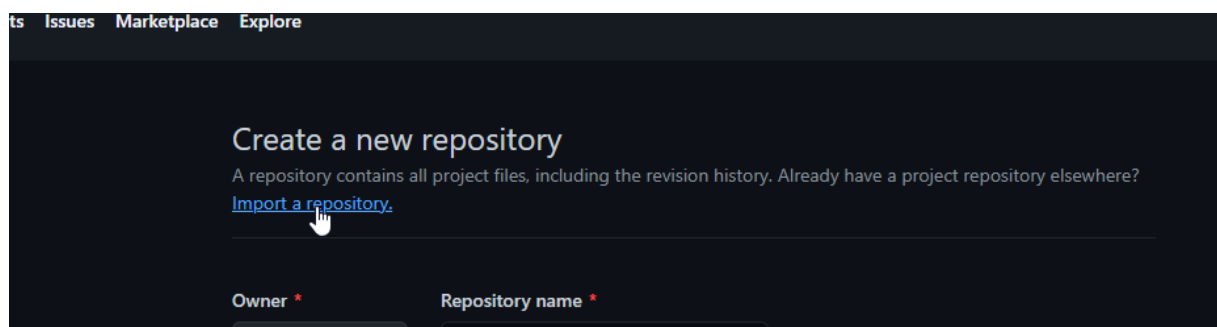 ts Issues Marketplace Explore
Create a new repository
A repository contains all project files, including the revision history. Already have a project repository elsewhere?
Import a repository.
Owner * Repository name *